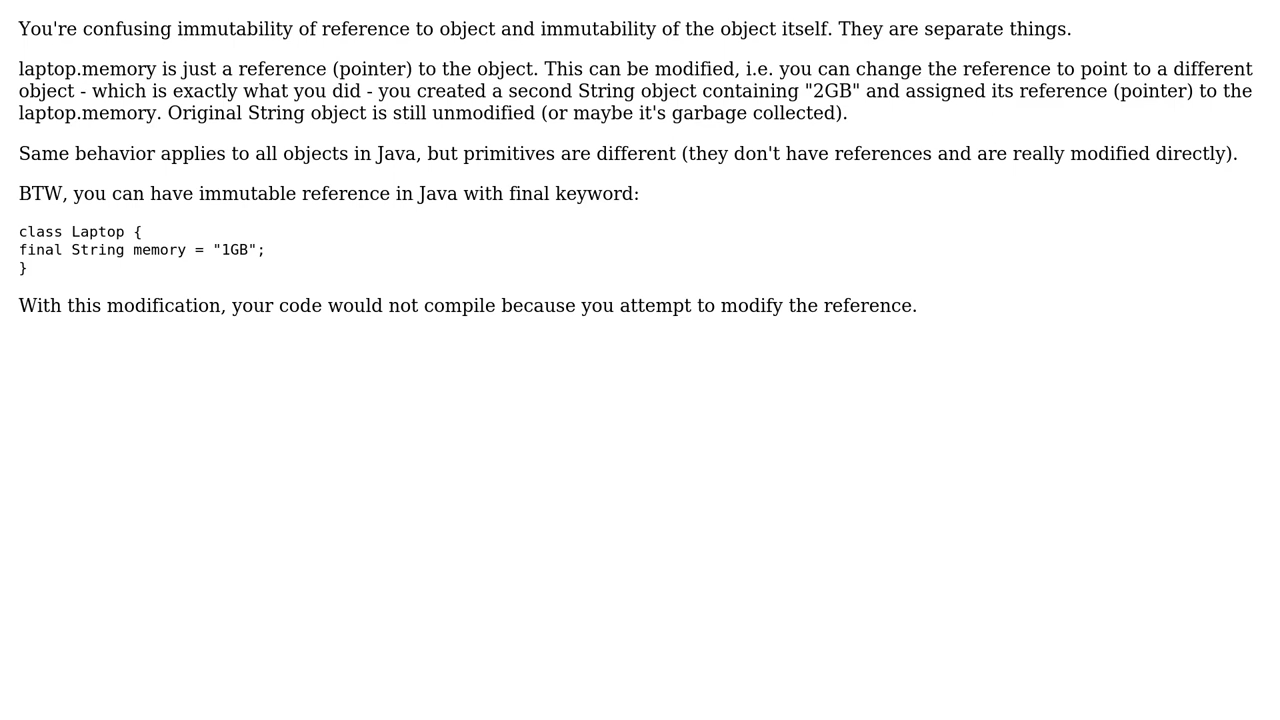 You're confusing immutability of reference to object and immutability of the object itself. They are separate things.
laptop.memory is just a reference (pointer) to the object. This can be modified, i.e. you can change the reference to point to a different
object - which is exactly what you did - you created a second String object containing "2GB" and assigned its reference (pointer) to the
laptop.memory. Original String object is still unmodified (or maybe it's garbage collected).
Same behavior applies to all objects in Java, but primitives are different (they don't have references and are really modified directly).
BTW, you can have immutable reference in Java with final keyword:
class Laptop {
final String memory = "1GB";
}
With this modification, your code would not compile because you attempt to modify the reference.